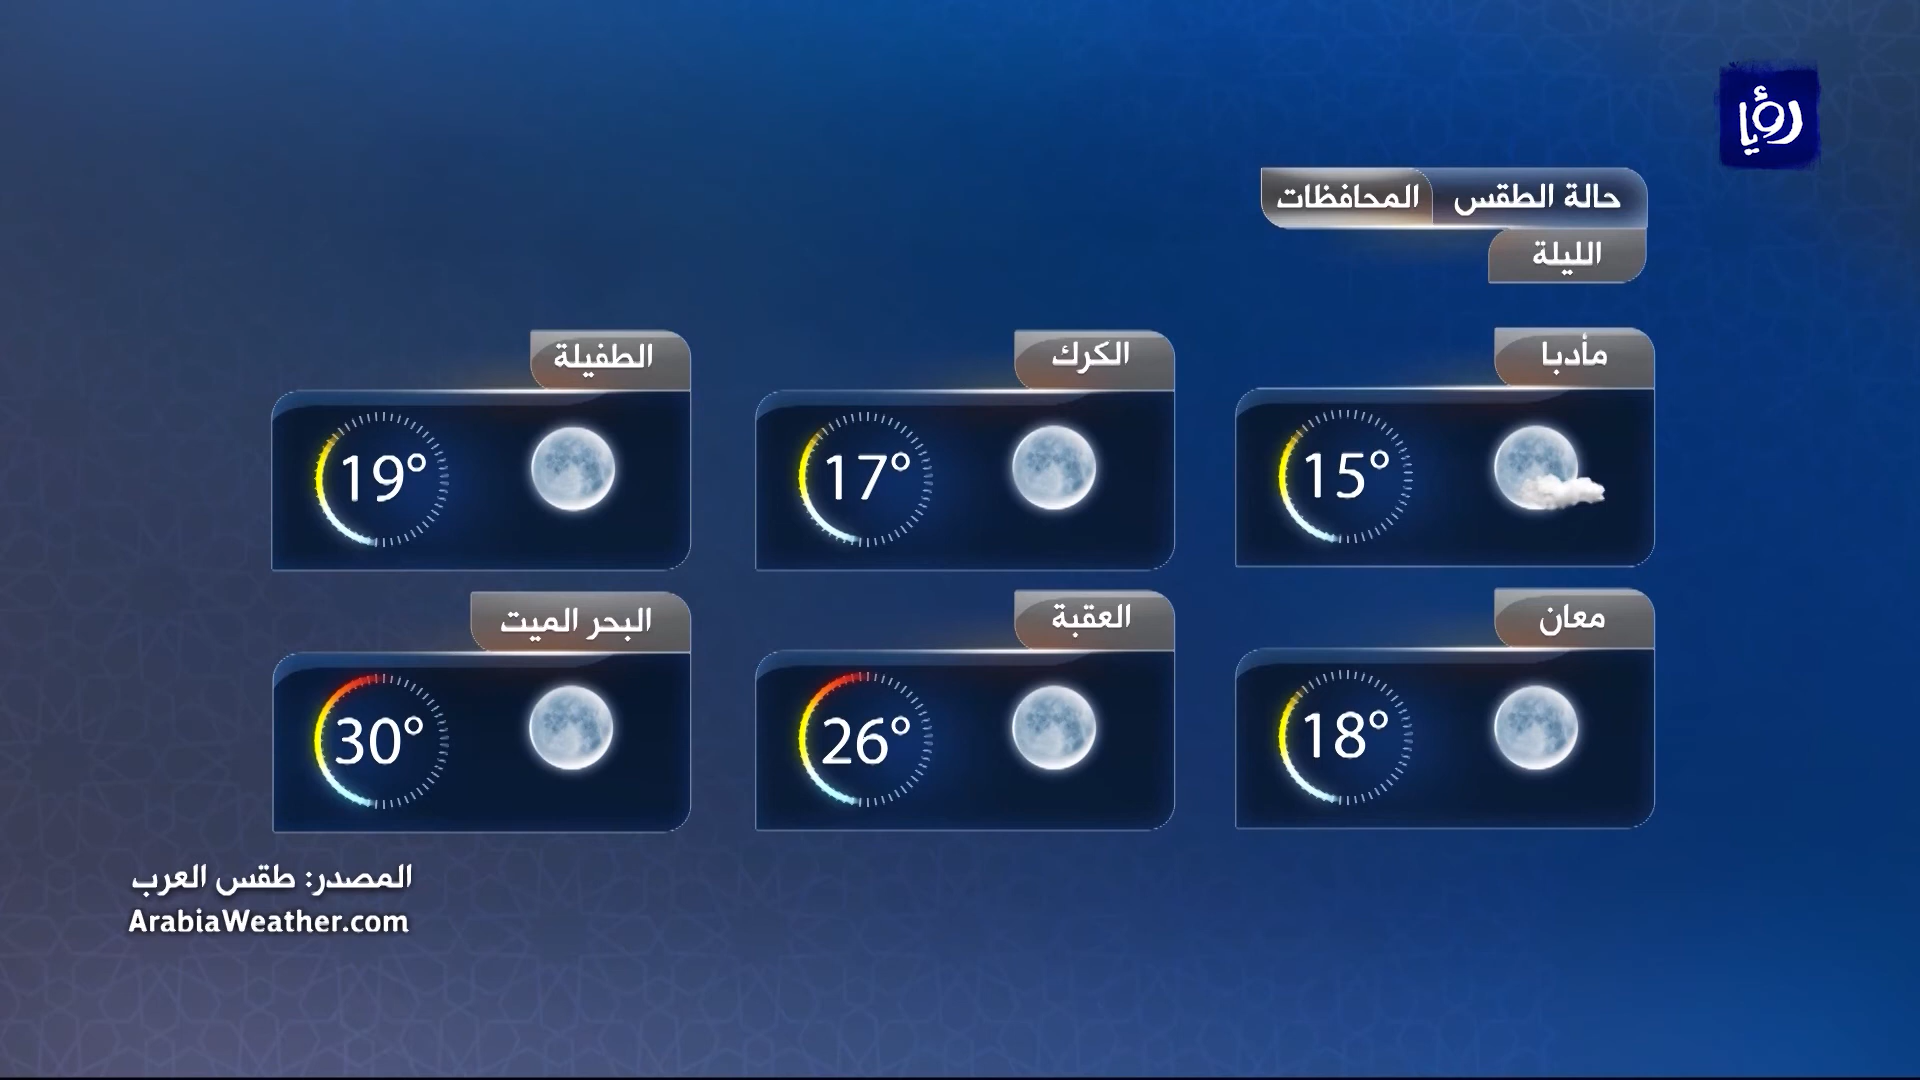 رؤيا
حالة الطقس المحافظات
الليلة
مأدبا
15°
الكرك
17°
الطفيلة
19°
معان
18°
العقبة
26°
البحر الميت
30°
المصدر: طقس العرب
ArabiaWeather.com